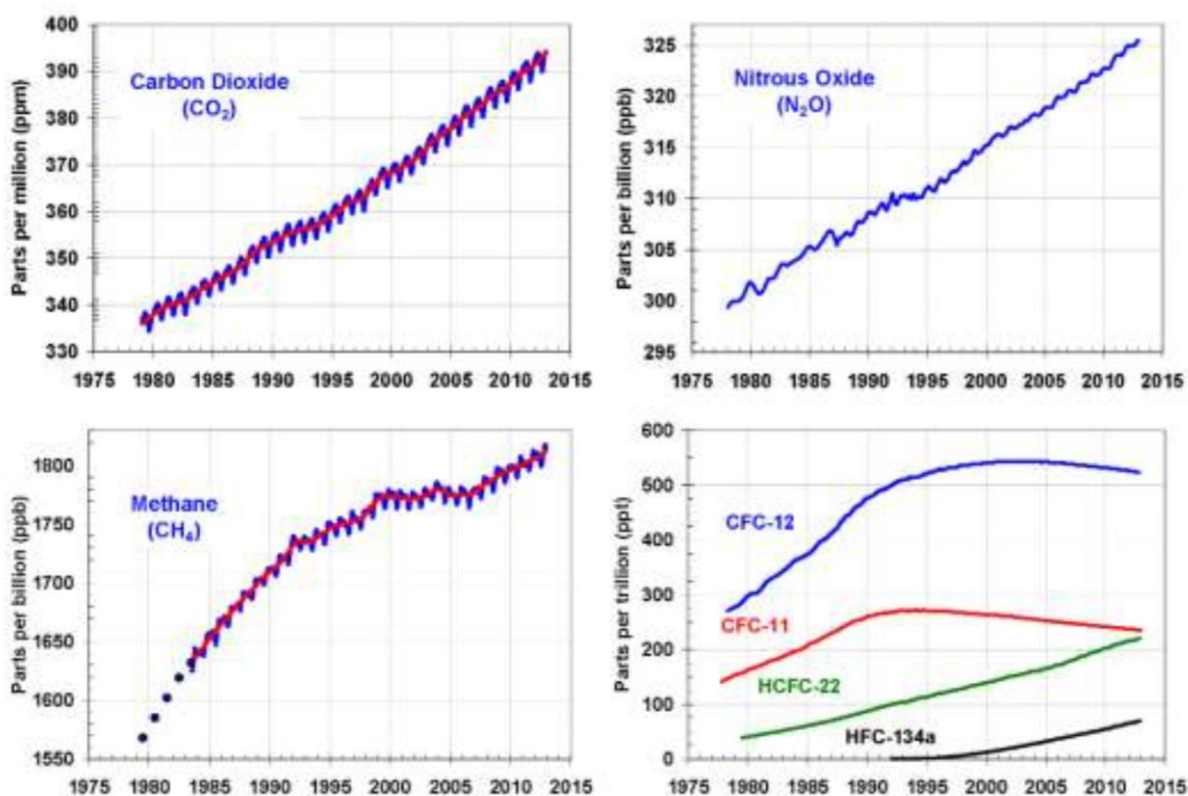 400
390
380
370
360
350
340
330
Parts per million (ppm)
Carbon Dioxide
(CO₂)
1975 1980 1985 1990 1995 2000 2005 2010 2015
325
320
315
310
305
300
295
Parts per billion (ppb)
Nitrous Oxide
(N₂O)
1975 1980 1985 1990 1995 2000 2005 2010 2015
1800
1750
1700
1650
1600
1550
Parts per billion (ppb)
Methane
(CH₄)
1975 1980 1985 1990 1995 2000 2005 2010 2015
600
500
400
300
200
100
0
Parts per trillion (ppt)
CFC-12
CFC-11
HCFC-22
HFC-134a
1975 1980 1985 1990 1995 2000 2005 2010 2015